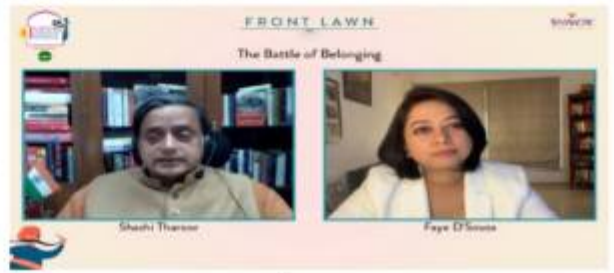 FRONT LAWN
The Battle of Belonging
Shashi Tharoor
Faye D'Souza